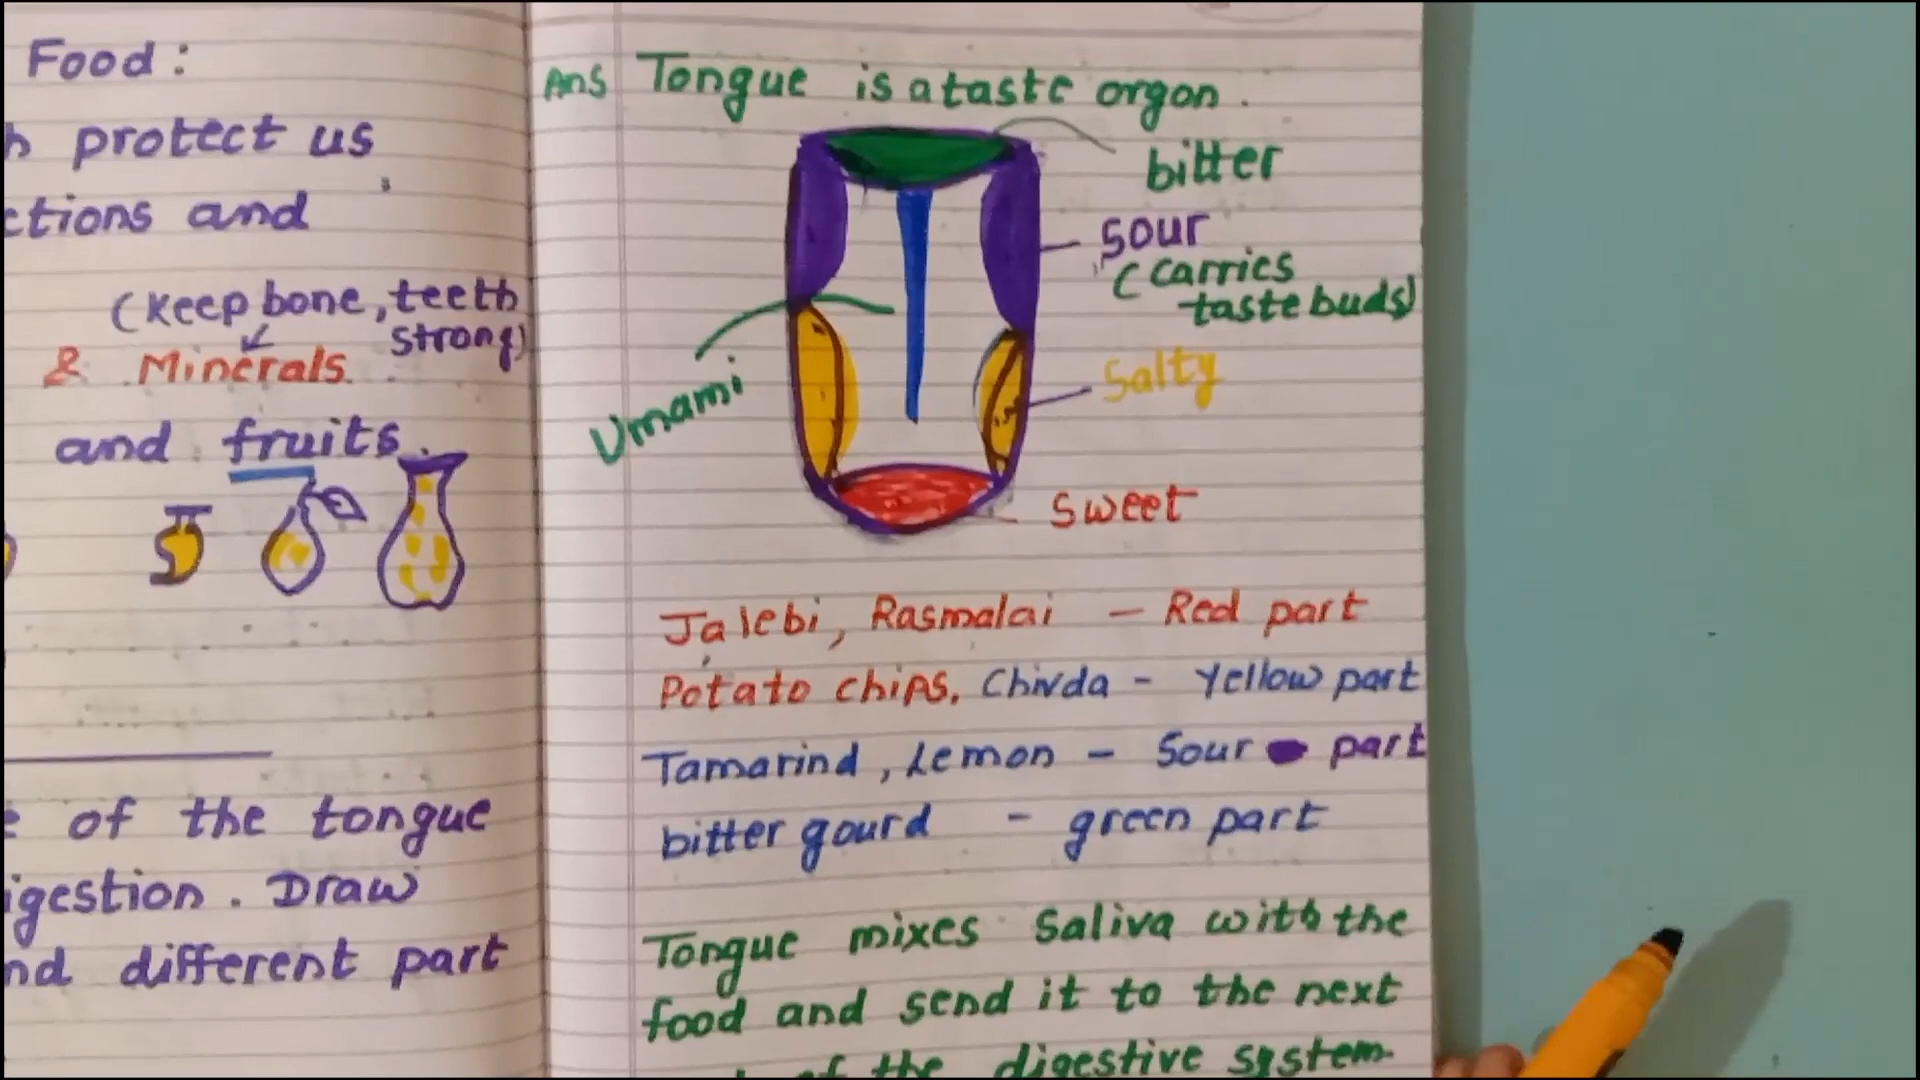 Food:
protect us
ctions and
(Keep bone, teeth
strong)
& Minerals.
and fruits.
of the tongue
igestion. Draw
nd different part
Ans Tongue is a taste organ.
bitter
Sour
(Carries
taste buds)
Salty
Umami
Sweet
Jalebi, Rasmalai - Red part
Potato chips, Chivda - Yellow part
Tamarind, Lemon - Sour part
bitter gourd - green part
Tongue mixes Saliva with the
food and send it to the next
of the digestive system.